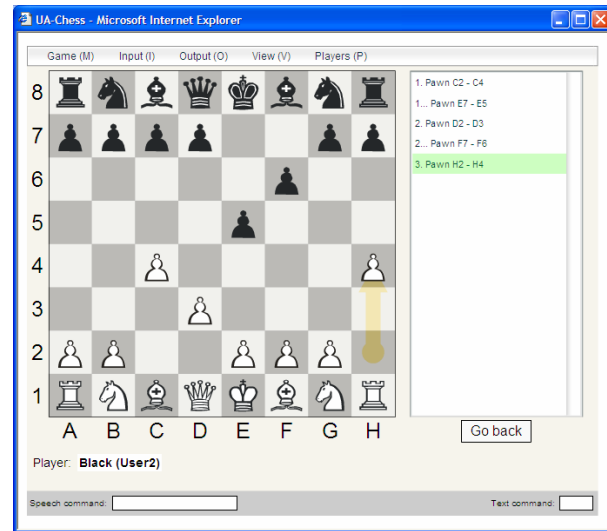 UA-Chess - Microsoft Internet Explorer
Game (M) Input (I) Output (O) View (V) Players (P)
8
7
6
5
4
3
2
1
A B C D E F G H
1. Pawn C2 - C4
1... Pawn E7 - E5
2. Pawn D2 - D3
2... Pawn F7 - F6
3. Pawn H2 - H4
Go back
Player: Black (User2)
Speech command:
Text command: